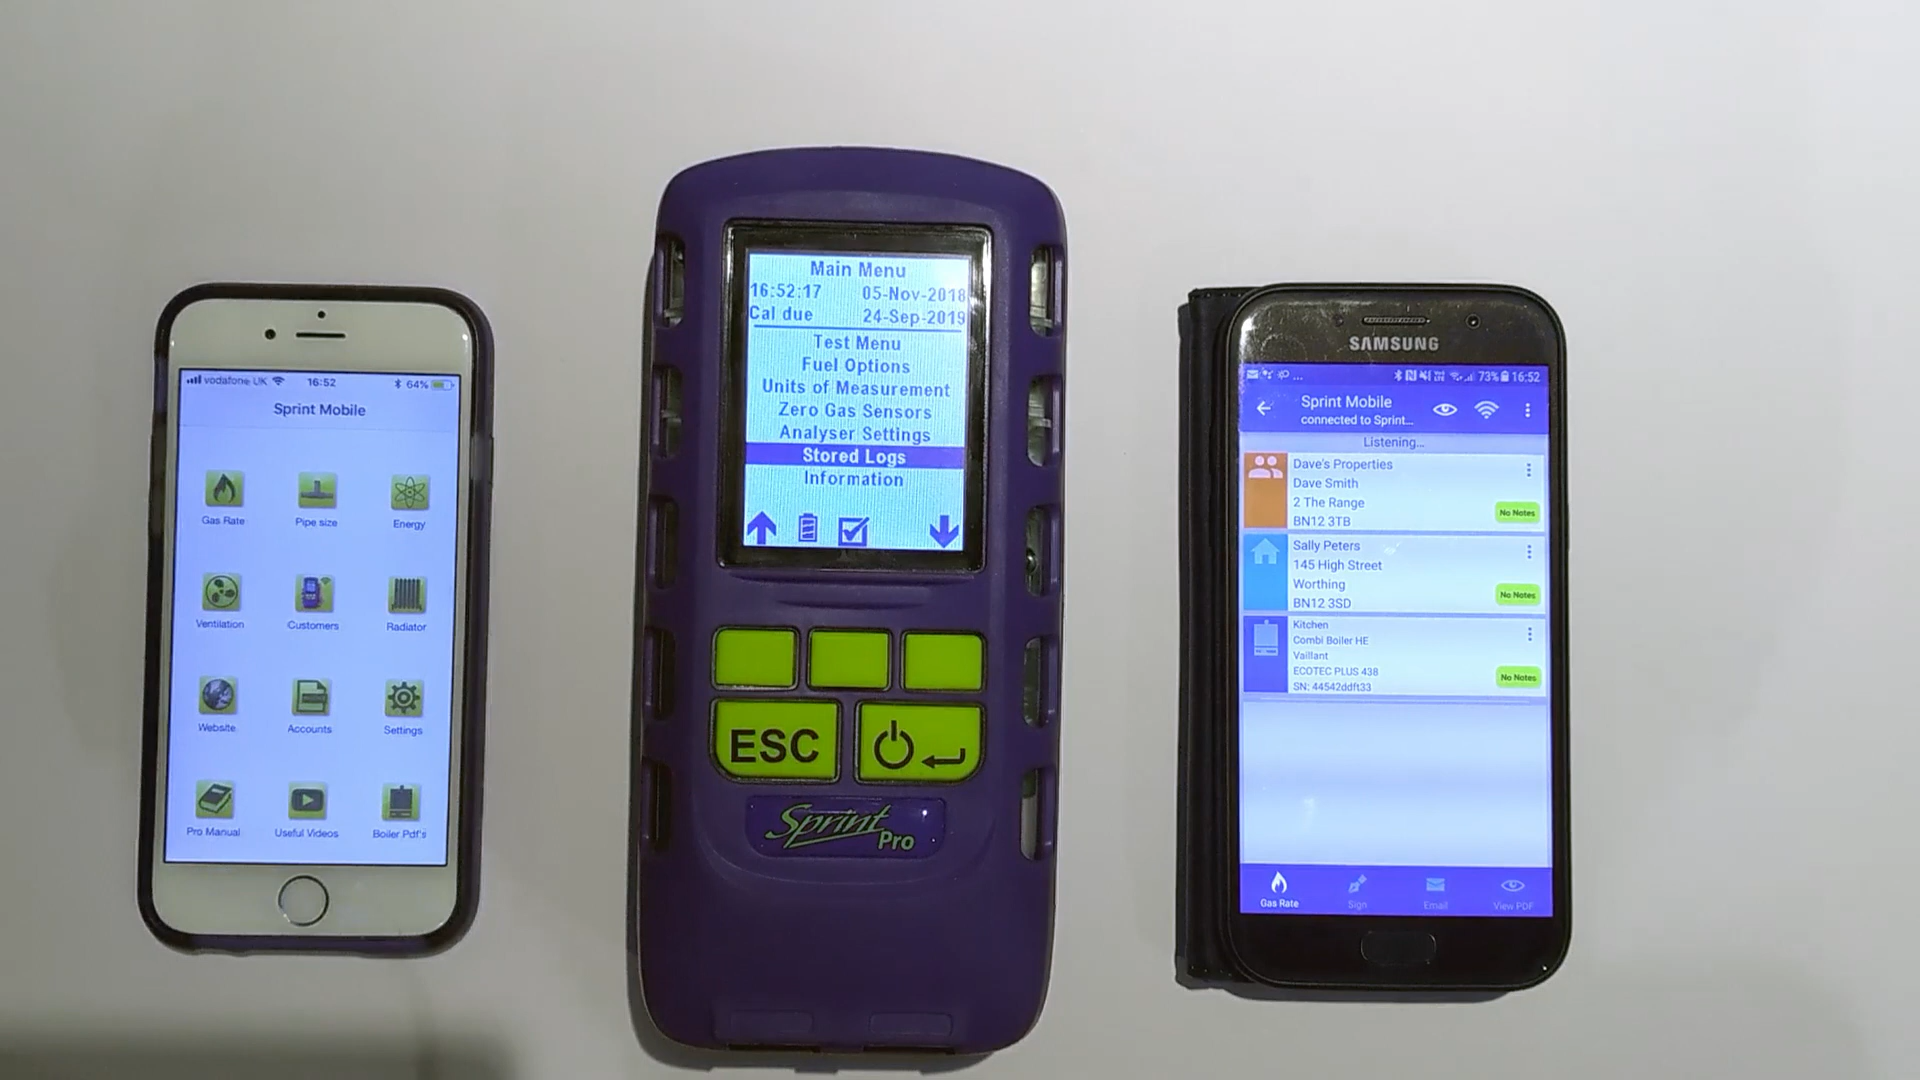 vodafone UK 16:52 64%
Sprint Mobile
Gas Rate Pipe size Energy
Ventilation Customers Radiator
Website Accounts Settings
Pro Manual Useful Videos Boiler Pdf's
Main Menu
16:52:17 05-Nov-2018
Cal due 24-Sep-2019
Test Menu
Fuel Options
Units of Measurement
Zero Gas Sensors
Analyser Settings
Stored Logs
Information
ESC
Sprint
Pro
SAMSUNG
73% 16:52
Sprint Mobile
connected to Sprint...
Listening...
Dave's Properties
Dave Smith
2 The Range
BN12 3TB
No Notes
Sally Peters
145 High Street
Worthing
BN12 3SD
No Notes
Kitchen
Combi Boiler HE
Vaillant
ECOTEC PLUS 438
SN: 44542ddft33
No Notes
Gas Rate Sign Email View PDF